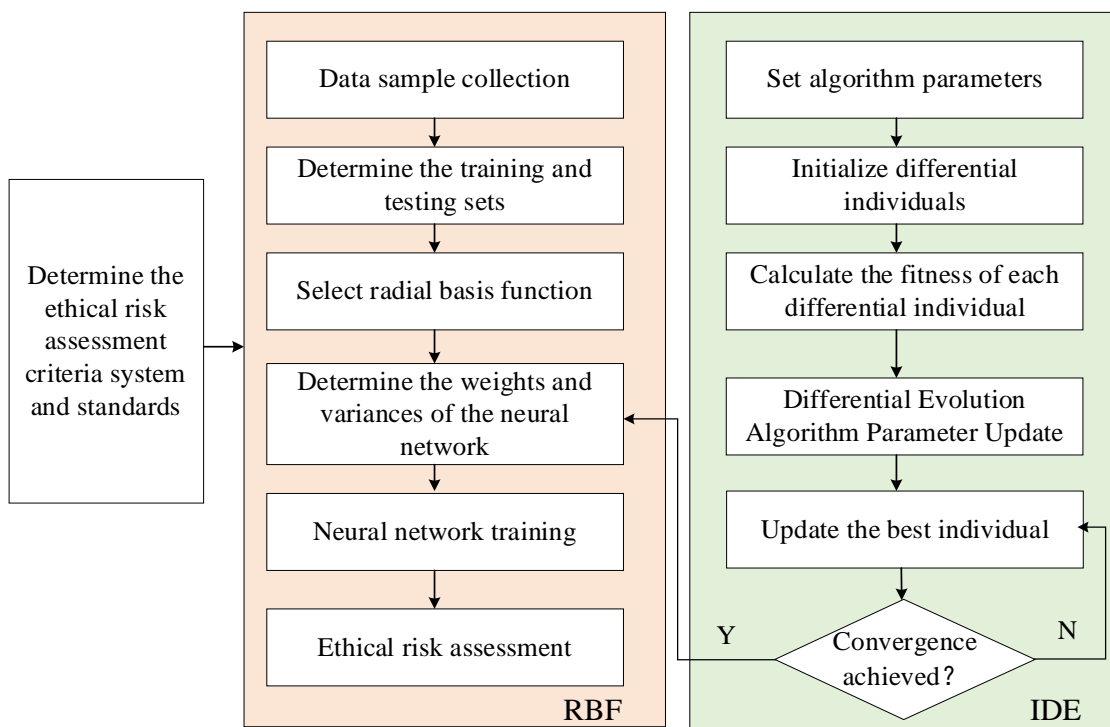 Determine the
ethical risk
assessment
criteria system
and standards
Data sample collection
Determine the training and
testing sets
Select radial basis function
Determine the weights and
variances of the neural
network
Neural network training
Ethical risk assessment
RBF
Set algorithm parameters
Initialize differential
individuals
Calculate the fitness of each
differential individual
Differential Evolution
Algorithm Parameter Update
Update the best individual
Convergence
achieved？
Y
N
IDE